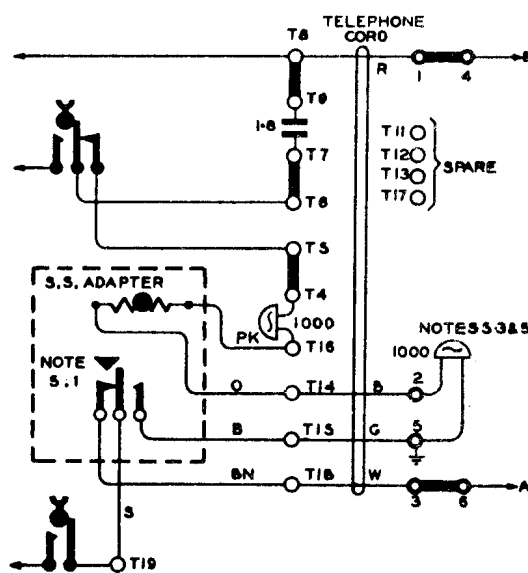 TELEPHONE
CORD
T8
R
1
4
B
T9
1·8
T7
T6
T11
T12
T13
T17
SPARE
T5
T4
S.S. ADAPTER
1000
PK
T16
NOTES 5·3 & 5
1000
NOTE
5.1
O
T14
B
2
B
T15
G
5
BN
T18
W
3
6
A
S
T19